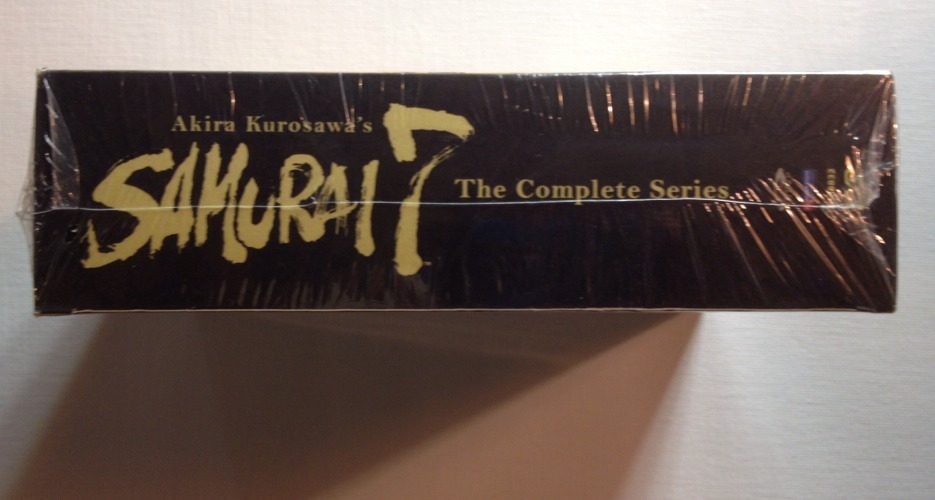 Akira Kurosawa's
SAMURAI 7
The Complete Series